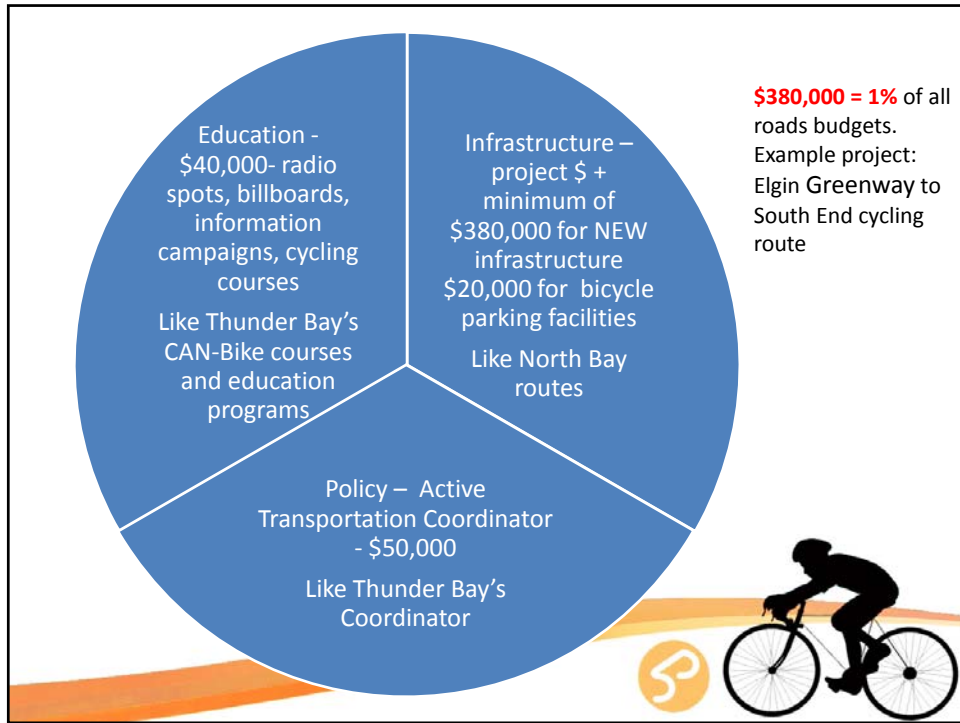 Education -
$40,000- radio
spots, billboards,
information
campaigns, cycling
courses
Like Thunder Bay’s
CAN-Bike courses
and education
programs
Infrastructure –
project $ +
minimum of
$380,000 for NEW
infrastructure
$20,000 for bicycle
parking facilities
Like North Bay
routes
Policy – Active
Transportation Coordinator
- $50,000
Like Thunder Bay’s
Coordinator
$380,000 = 1% of all
roads budgets.
Example project:
Elgin Greenway to
South End cycling
route